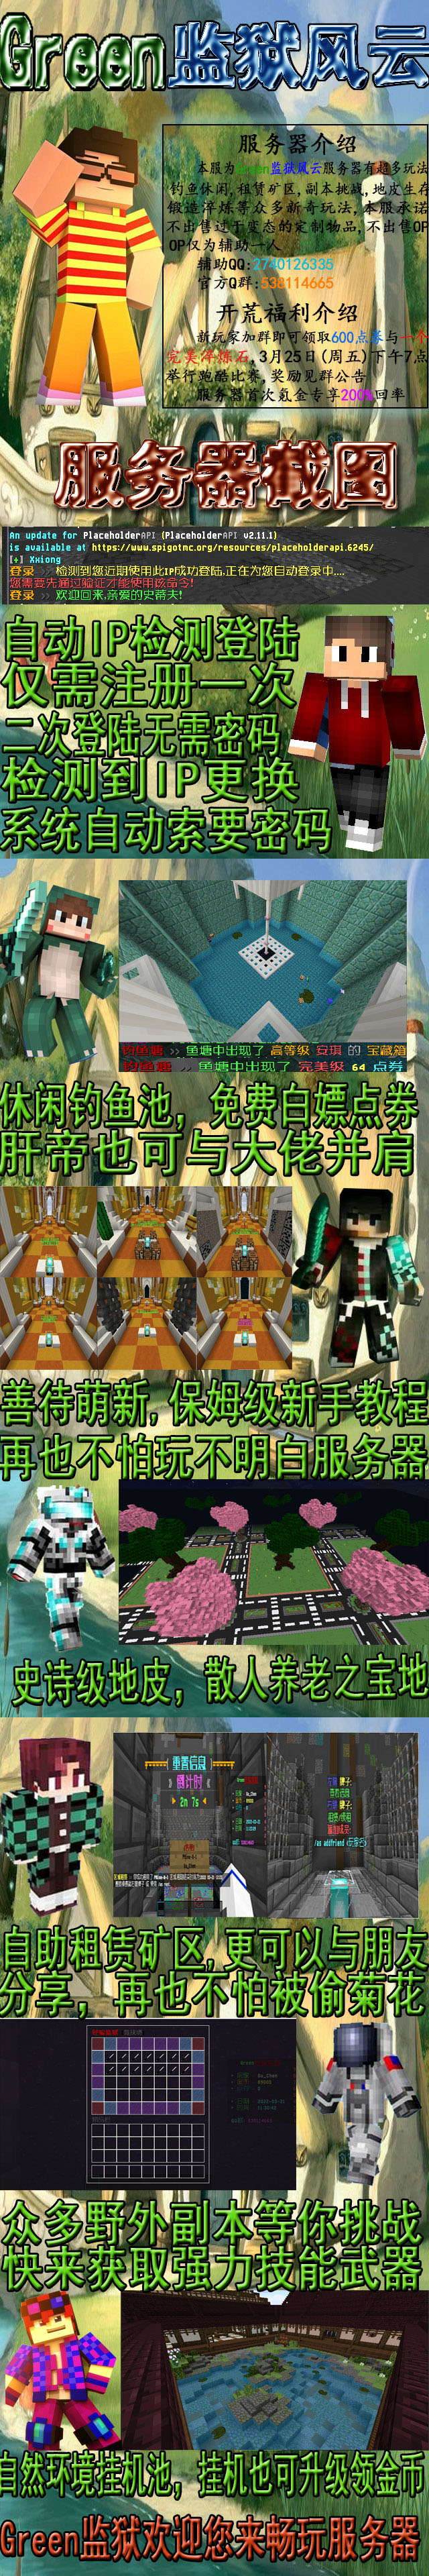 Green监狱风云
服务器介绍
本服为Green监狱风云服务器有超多玩法
钓鱼休闲,租赁矿区,副本挑战,地皮生存
锻造淬炼等众多新奇玩法,本服承诺
不出售过于变态的定制物品,不出售OP
OP仅为辅助一人
辅助QQ:2740126335
官方Q群:538114665
开荒福利介绍
新玩家加群即可领取600点券与一个
完美淬炼石,3月25日(周五)下午7点
举行跑酷比赛,奖励见群公告
服务器首次氪金专享200%回率
服务器截图
An update for PlaceholderAPI (PlaceholderAPI v2.11.1)
is available at https://www.spigotmc.org/resources/placeholderapi.6245/
[+] Xxiong
登录 >> 检测到您近期使用此IP成功登陆,正在为您自动登录中....
您需要先通过验证才能使用该命令!
登录 >> 欢迎回来,亲爱的史蒂夫!
自动IP检测登陆
仅需注册一次
二次登陆无需密码
检测到IP更换
系统自动索要密码
钓鱼塘 >> 鱼塘中出现了 高等级 安琪 的 宝藏箱
钓鱼塘 >> 鱼塘中出现了 完美级 64 点券
休闲钓鱼池，免费白嫖点券
肝帝也可与大佬并肩
善待萌新,保姆级新手教程
再也不怕玩不明白服务器
史诗级地皮，散人养老之宝地
重置信息
倒计时
2m 7s
/as addfriend (玩家名)
自助租赁矿区,更可以与朋友
分享，再也不怕被偷菊花
众多野外副本等你挑战
快来获取强力技能武器
自然环境挂机池，挂机也可升级领金币
Green监狱欢迎您来畅玩服务器